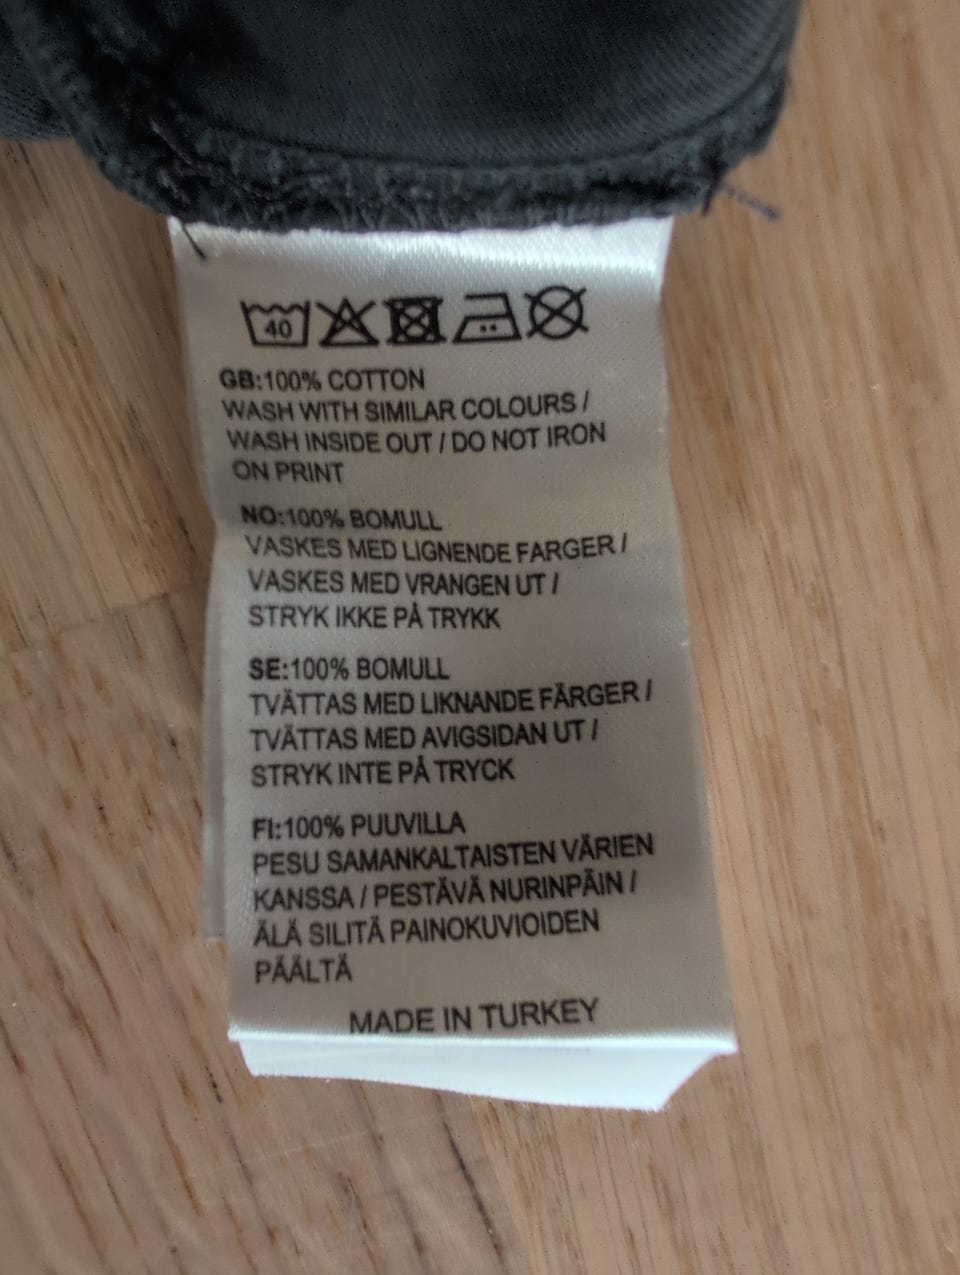 40
GB:100% COTTON
WASH WITH SIMILAR COLOURS /
WASH INSIDE OUT / DO NOT IRON
ON PRINT
NO:100% BOMULL
VASKES MED LIGNENDE FARGER /
VASKES MED VRANGEN UT /
STRYK IKKE PÅ TRYKK
SE:100% BOMULL
TVÄTTAS MED LIKNANDE FÄRGER /
TVÄTTAS MED AVIGSIDAN UT /
STRYK INTE PÅ TRYCK
FI:100% PUUVILLA
PESU SAMANKALTAISTEN VÄRIEN
KANSSA / PESTÄVÄ NURINPÄIN /
ÄLÄ SILITÄ PAINOKUVIOIDEN
PÄÄLTÄ
MADE IN TURKEY